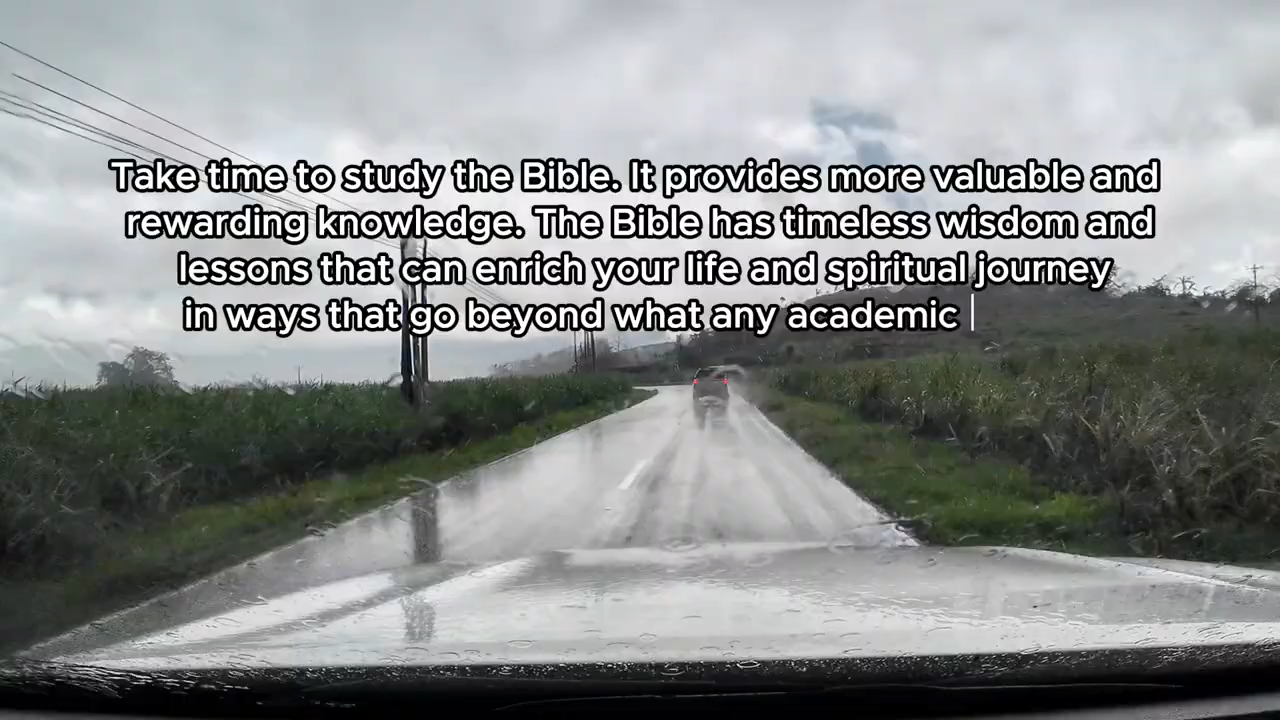 Take time to study the Bible. It provides more valuable and
rewarding knowledge. The Bible has timeless wisdom and
lessons that can enrich your life and spiritual journey
in ways that go beyond what any academic